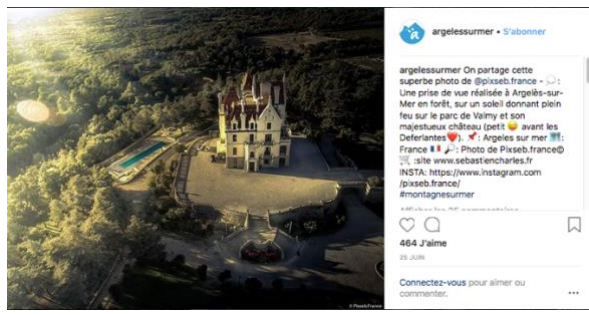 argelessurmer • S'abonner
argelessurmer On partage cette
superbe photo de @pixseb.france - 💭:
Une prise de vue réalisée à Argelès-sur-
Mer en forêt, sur un soleil donnant plein
feu sur le parc de Valmy et son
majestueux château (petit 😄 avant les
Deferlantes❤️). 📌: Argeles sur mer 🗺️:
France 🇫🇷 🔎: Photo de Pixseb.france©
🛒 :site www.sebastiencharles.fr
INSTA: https://www.instagram.com
/pixseb.france/
#montagnesurmer
464 J'aime
25 JUIN
Connectez-vous pour aimer ou
commenter.
© Pixseb.France